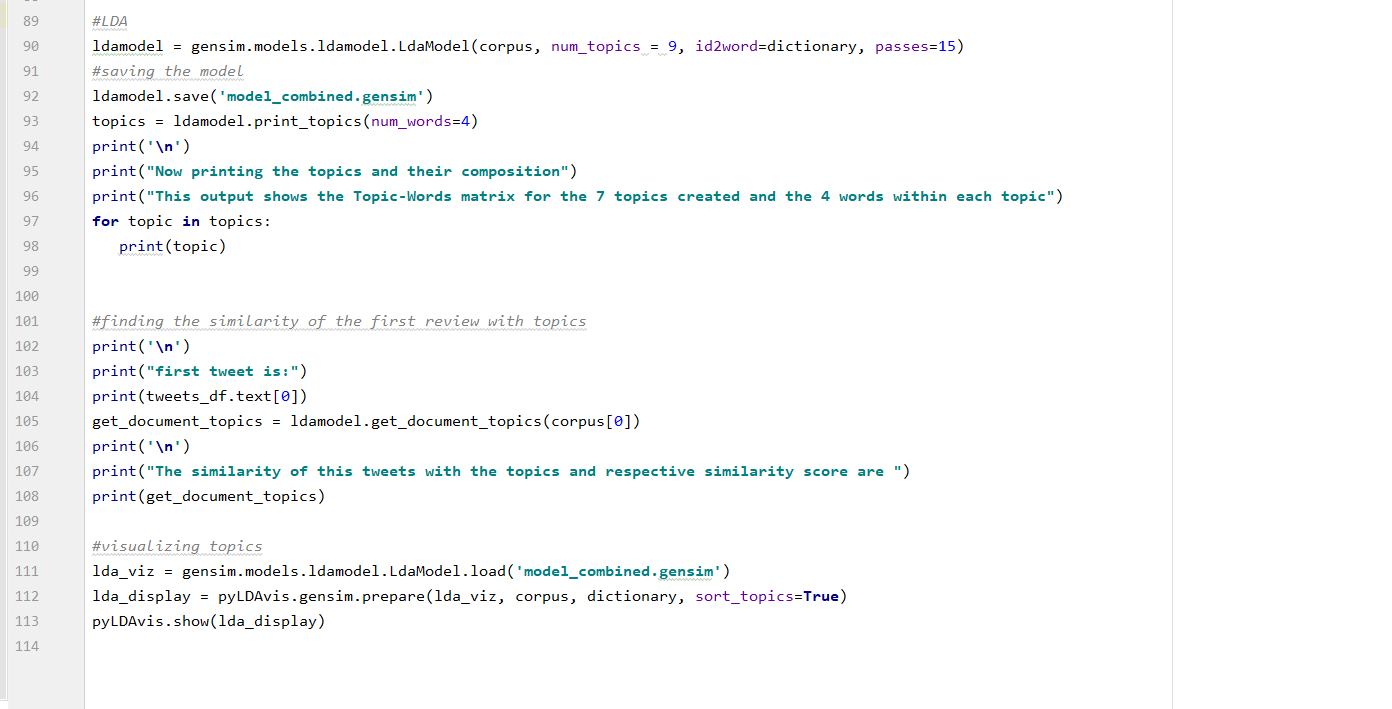 89 #LDA
90 ldamodel = gensim.models.ldamodel.LdaModel(corpus, num_topics = 9, id2word=dictionary, passes=15)
91 #saving the model
92 ldamodel.save('model_combined.gensim')
93 topics = ldamodel.print_topics(num_words=4)
94 print('\n')
95 print("Now printing the topics and their composition")
96 print("This output shows the Topic-Words matrix for the 7 topics created and the 4 words within each topic")
97 for topic in topics:
98    print(topic)
99
100
101 #finding the similarity of the first review with topics
102 print('\n')
103 print("first tweet is:")
104 print(tweets_df.text[0])
105 get_document_topics = ldamodel.get_document_topics(corpus[0])
106 print('\n')
107 print("The similarity of this tweets with the topics and respective similarity score are ")
108 print(get_document_topics)
109
110 #visualizing topics
111 lda_viz = gensim.models.ldamodel.LdaModel.load('model_combined.gensim')
112 lda_display = pyLDAvis.gensim.prepare(lda_viz, corpus, dictionary, sort_topics=True)
113 pyLDAvis.show(lda_display)
114